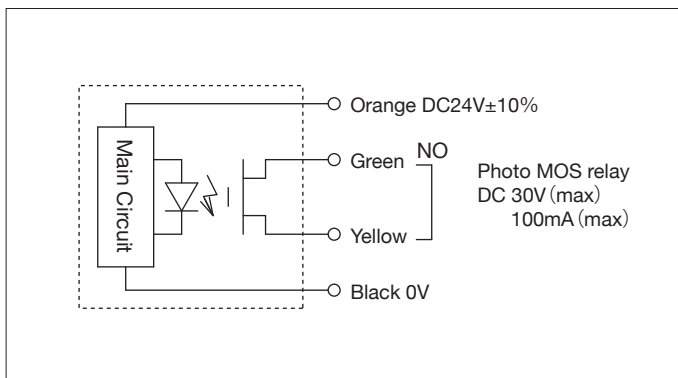 Orange DC24V±10%
Main Circuit
Green NO
Photo MOS relay
DC 30V(max)
100mA(max)
Yellow
Black 0V